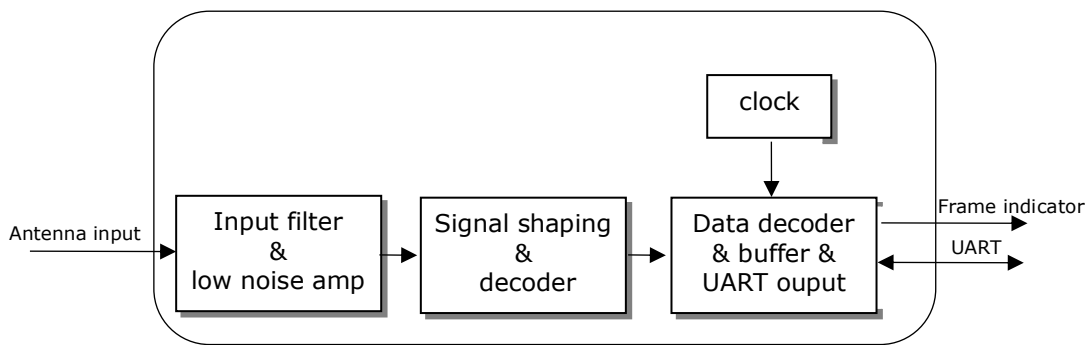 clock
Antenna input
Input filter
&
low noise amp
Signal shaping
&
decoder
Data decoder
& buffer &
UART ouput
Frame indicator
UART